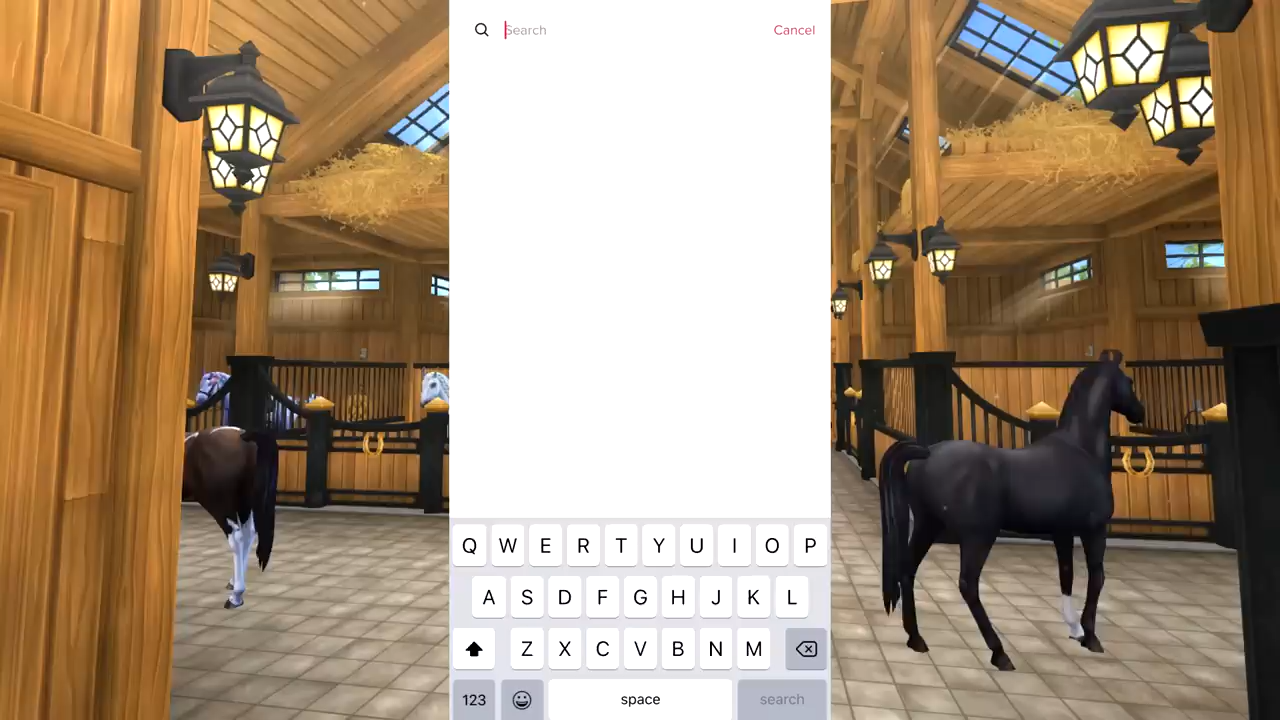 Search Cancel
Q W E R T Y U I O P
A S D F G H J K L
Z X C V B N M
123 space search